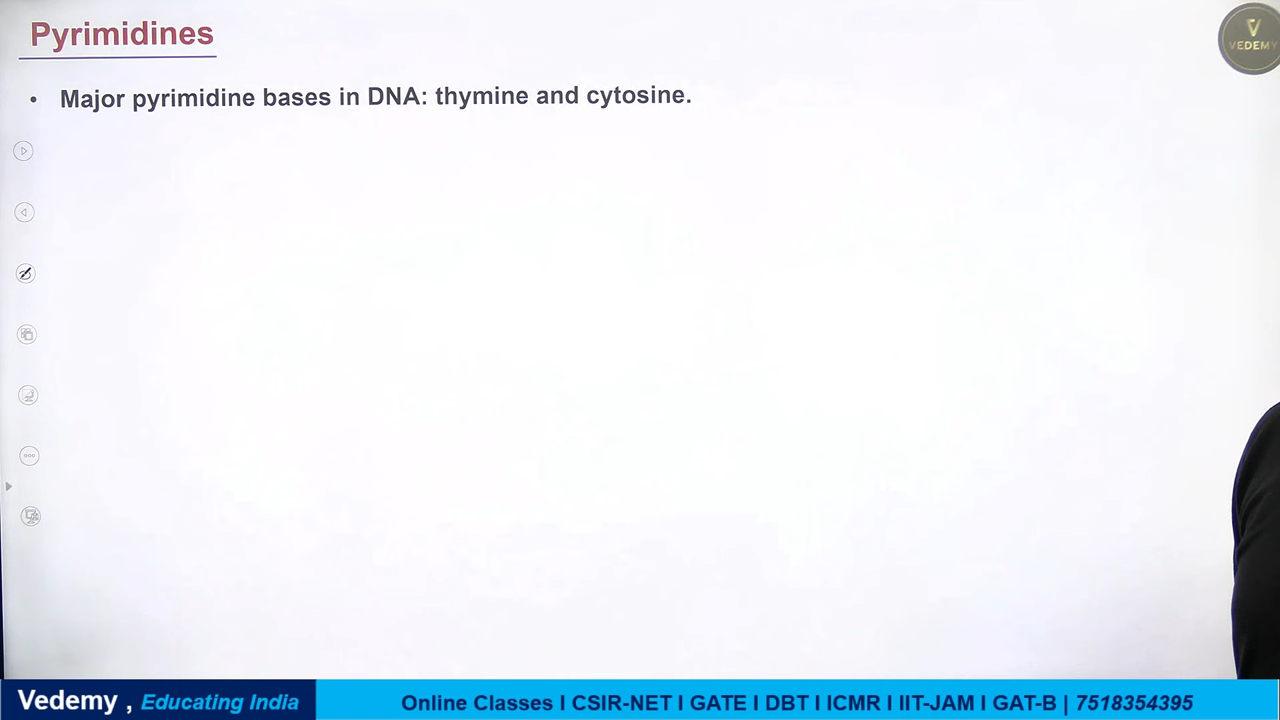 Pyrimidines
• Major pyrimidine bases in DNA: thymine and cytosine.
V
VEDEMY
Vedemy , Educating India
Online Classes I CSIR-NET I GATE I DBT I ICMR I IIT-JAM I GAT-B | 7518354395